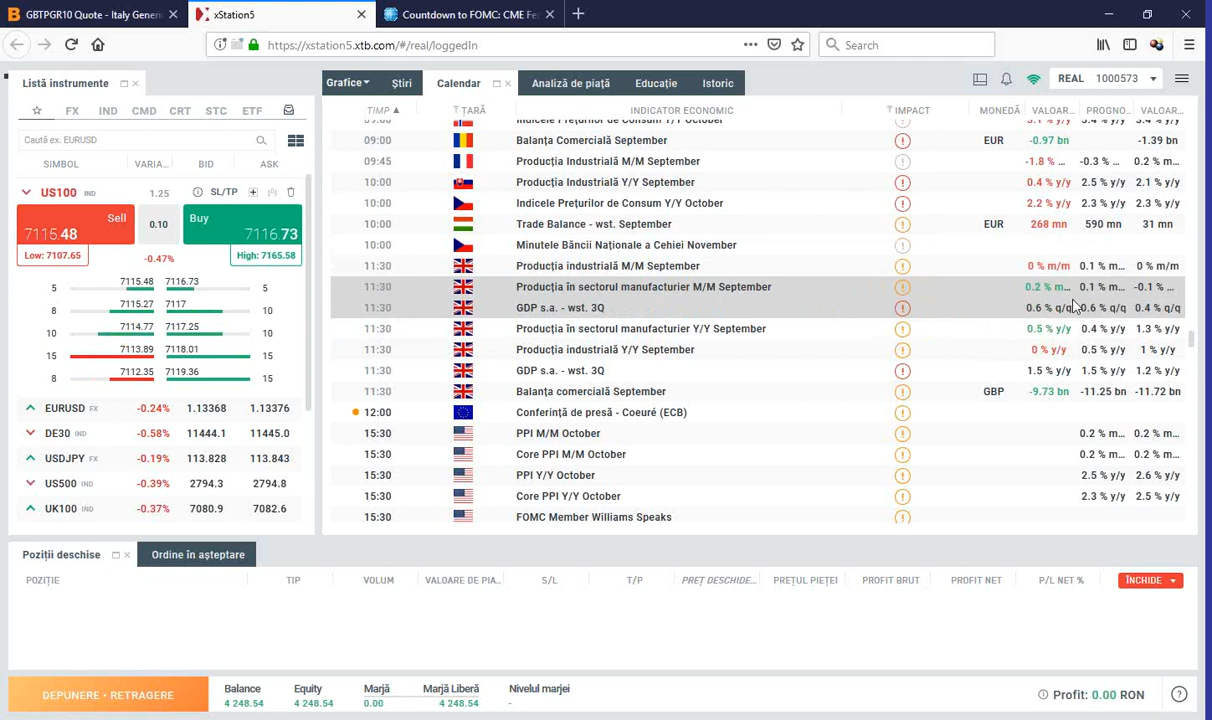 GBTPGR10 Quote - Italy Gener
xStation5
Countdown to FOMC: CME Fe
https://xstation5.xtb.com/#/real/loggedIn
Search
Listă instrumente
Grafice
Știri
Calendar
Analiză de piață
Educație
Istoric
REAL 1000573
FX IND CMD CRT STC ETF
Caută ex. EURUSD
SIMBOL VARIA... BID ASK
US100 IND 1.25 SL/TP
Sell
7115.48
0.10
Buy
7116.73
Low: 7107.65
-0.47%
High: 7165.58
5 7115.48 7116.73 5
8 7115.27 7117 10
10 7114.77 7117.25 10
15 7113.89 7118.01 15
8 7112.35 7119.36 15
EURUSD FX -0.24% 1.13368 1.13376
DE30 IND -0.58% 11444.1 11445.0
USDJPY FX -0.19% 113.828 113.843
US500 IND -0.39% 2794.3 2794.8
UK100 IND -0.37% 7080.9 7082.6
TIMP TARĂ INDICATOR ECONOMIC IMPACT MONEDĂ VALOAR... PROGNO... VALOAR...
09:00 Indicele Prețurilor de Consum Y/Y October 3.1 % y/y 3.4 % y/y 3.4 % y/y
09:00 Balanța Comercială September EUR -0.97 bn -1.39 bn
09:45 Producția Industrială M/M September -1.8 % ... -0.3 % ... 0.2 % m...
10:00 Producția Industrială Y/Y September 0.4 % y/y 2.5 % y/y 2.1 % y/y
10:00 Indicele Prețurilor de Consum Y/Y October 2.2 % y/y 2.3 % y/y 2.3 % y/y
10:00 Trade Balance - wst. September EUR 268 mn 590 mn 31 mn
10:00 Minutele Băncii Naționale a Cehiei November
11:30 Producția industrială M/M September 0 % m/m 0.1 % m... 0 % m/m
11:30 Producția în sectorul manufacturier M/M September 0.2 % m... 0.1 % m... -0.1 % ...
11:30 GDP s.a. - wst. 3Q 0.6 % q/q 0.6 % q/q 0.4 % q/q
11:30 Producția în sectorul manufacturier Y/Y September 0.5 % y/y 0.4 % y/y 1.3 % y/y
11:30 Producția industrială Y/Y September 0 % y/y 0.5 % y/y 1 % y/y
11:30 GDP s.a. - wst. 3Q 1.5 % y/y 1.5 % y/y 1.2 % y/y
11:30 Balanța comercială September GBP -9.73 bn -11.25 bn -11.72 bn
12:00 Conferință de presă - Coeuré (ECB)
15:30 PPI M/M October 0.2 % m... 0.2 % m...
15:30 Core PPI M/M October 0.2 % m... 0.2 % m...
15:30 PPI Y/Y October 2.5 % y/y 2.6 % y/y
15:30 Core PPI Y/Y October 2.3 % y/y 2.5 % y/y
15:30 FOMC Member Williams Speaks
Poziții deschise
Ordine în așteptare
POZIȚIE TIP VOLUM VALOARE DE PIA... S/L T/P PREȚ DESCHIDE... PREȚUL PIEȚEI PROFIT BRUT PROFIT NET P/L NET % ÎNCHIDE
DEPUNERE • RETRAGERE
Balance Equity Marjă Marjă Liberă Nivelul marjei
4 248.54 4 248.54 0.00 4 248.54 -
Profit: 0.00 RON